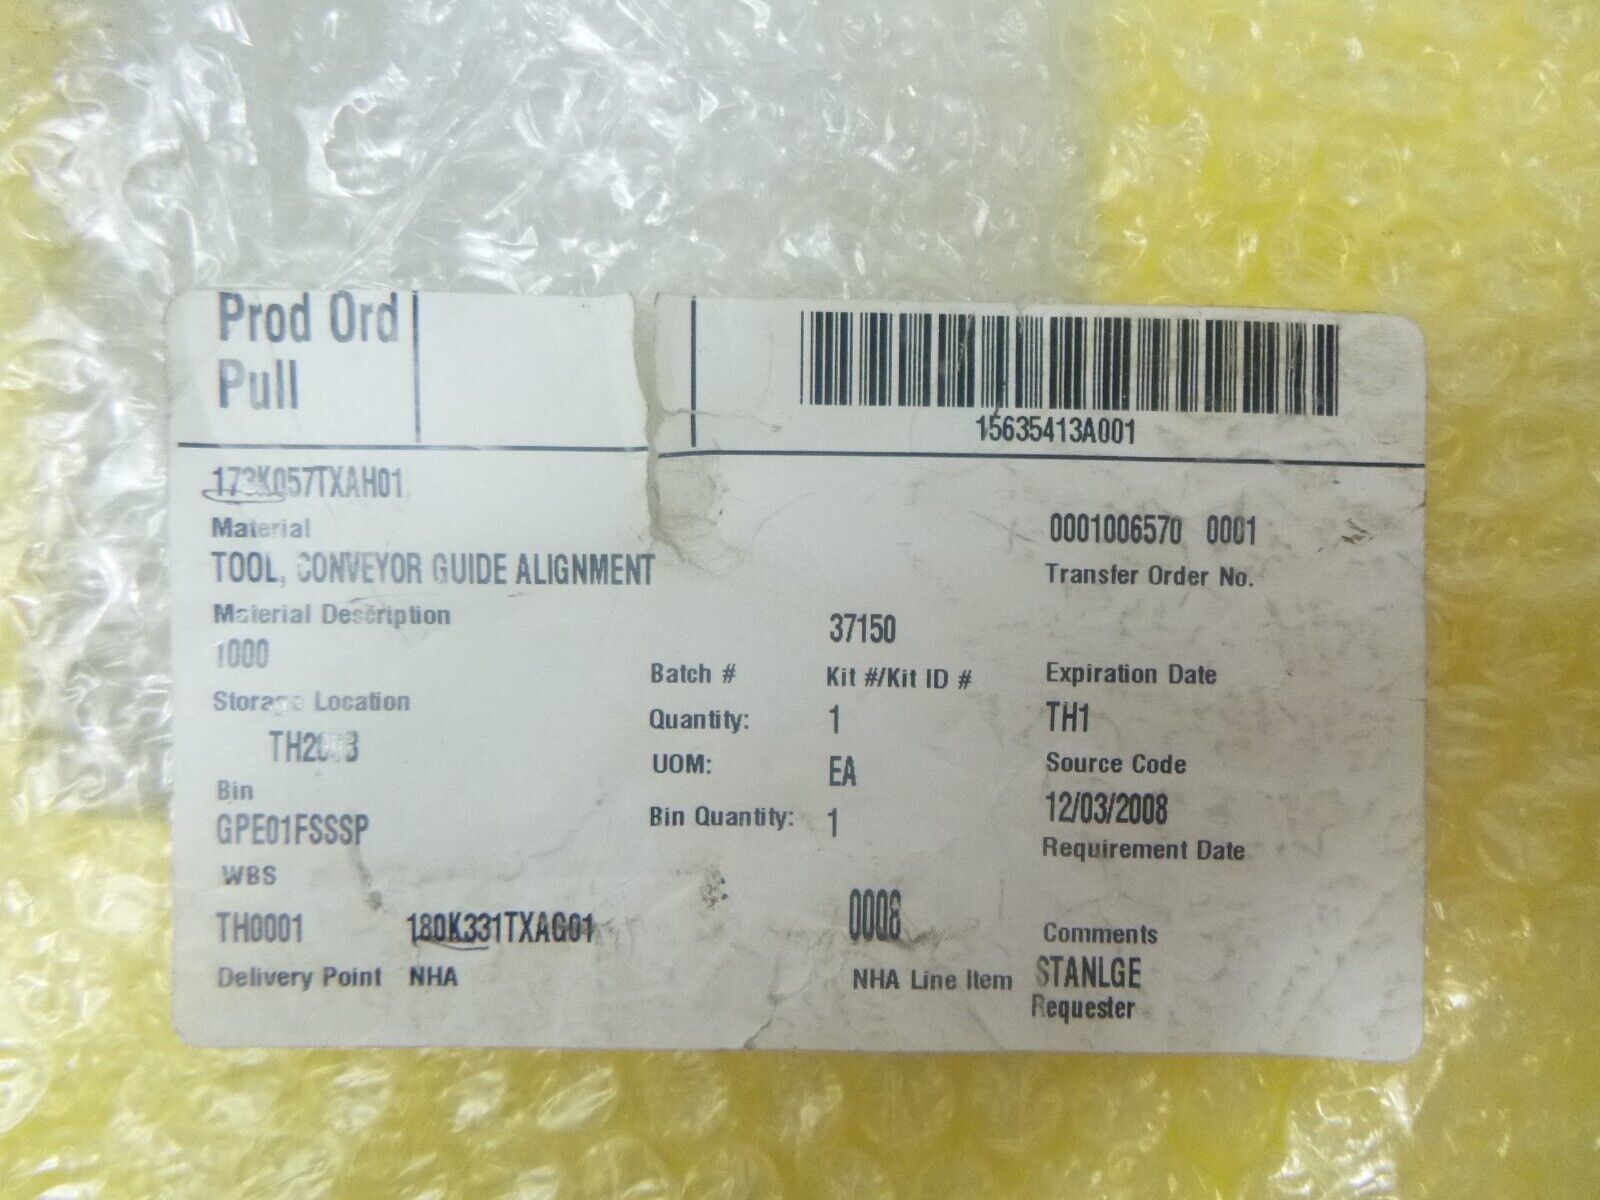 Prod Ord
Pull
15635413A001
173K057TXAH01
Material
TOOL, CONVEYOR GUIDE ALIGNMENT
Material Description
1000
Storage Location
Bin
GPE01FSSSP
WBS
TH0001
Delivery Point
180K331TXAG01
NHA
37150
Batch #
Kit #/Kit ID #
Quantity: 1
UOM: EA
Bin Quantity: 1
0008
NHA Line Item
0001006570 0001
Transfer Order No.
Expiration Date
TH1
Source Code
12/03/2008
Requirement Date
Comments
STANLGE
Requester